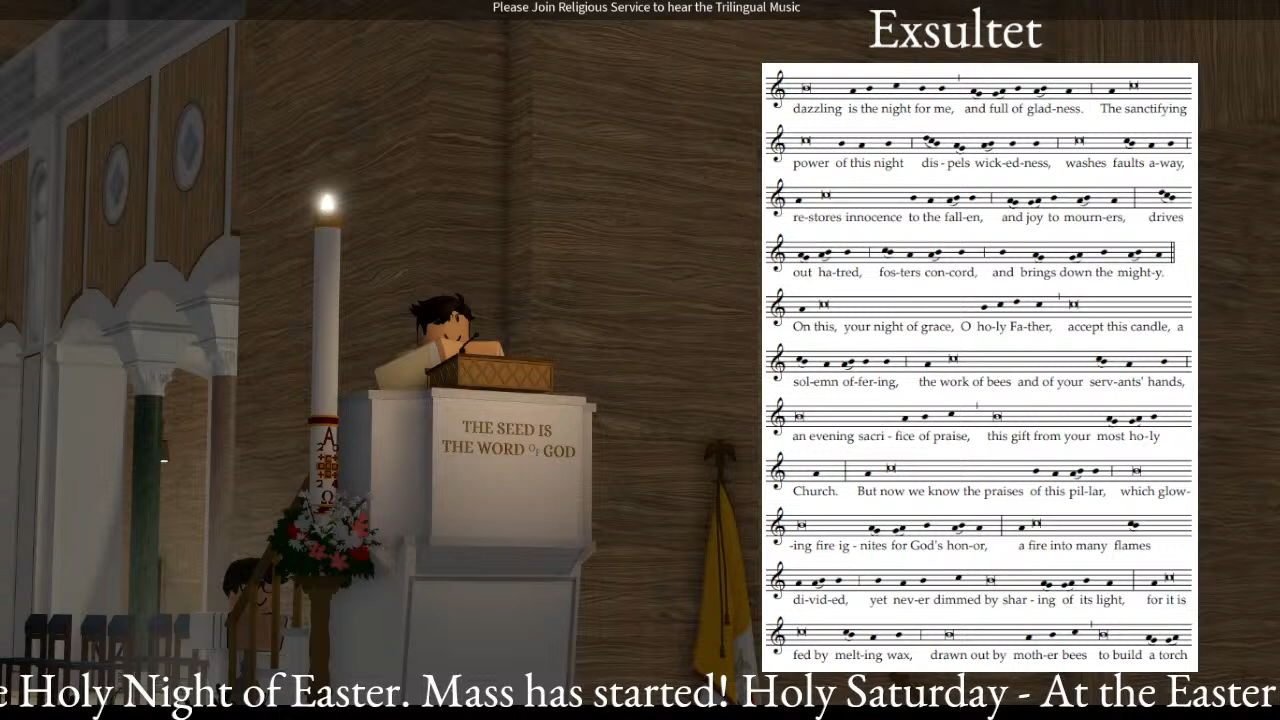 Please Join Religious Service to hear the Trilingual Music
Exsultet
dazzling is the night for me, and full of glad-ness. The sanctifying
power of this night dis - pels wick-ed-ness, washes faults a-way,
re-stores innocence to the fall-en, and joy to mourn-ers, drives
out ha-tred, fos-ters con-cord, and brings down the might-y.
On this, your night of grace, O ho-ly Fa-ther, accept this candle, a
sol-emn of-fer-ing, the work of bees and of your serv-ants' hands,
an evening sacri - fice of praise, this gift from your most ho-ly
Church. But now we know the praises of this pil-lar, which glow-
-ing fire ig - nites for God's hon-or, a fire into many flames
di-vid-ed, yet nev-er dimmed by shar - ing of its light, for it is
fed by melt-ing wax, drawn out by moth-er bees to build a torch
A
Ω
THE SEED IS
THE WORD OF GOD
e Holy Night of Easter. Mass has started! Holy Saturday - At the Easter